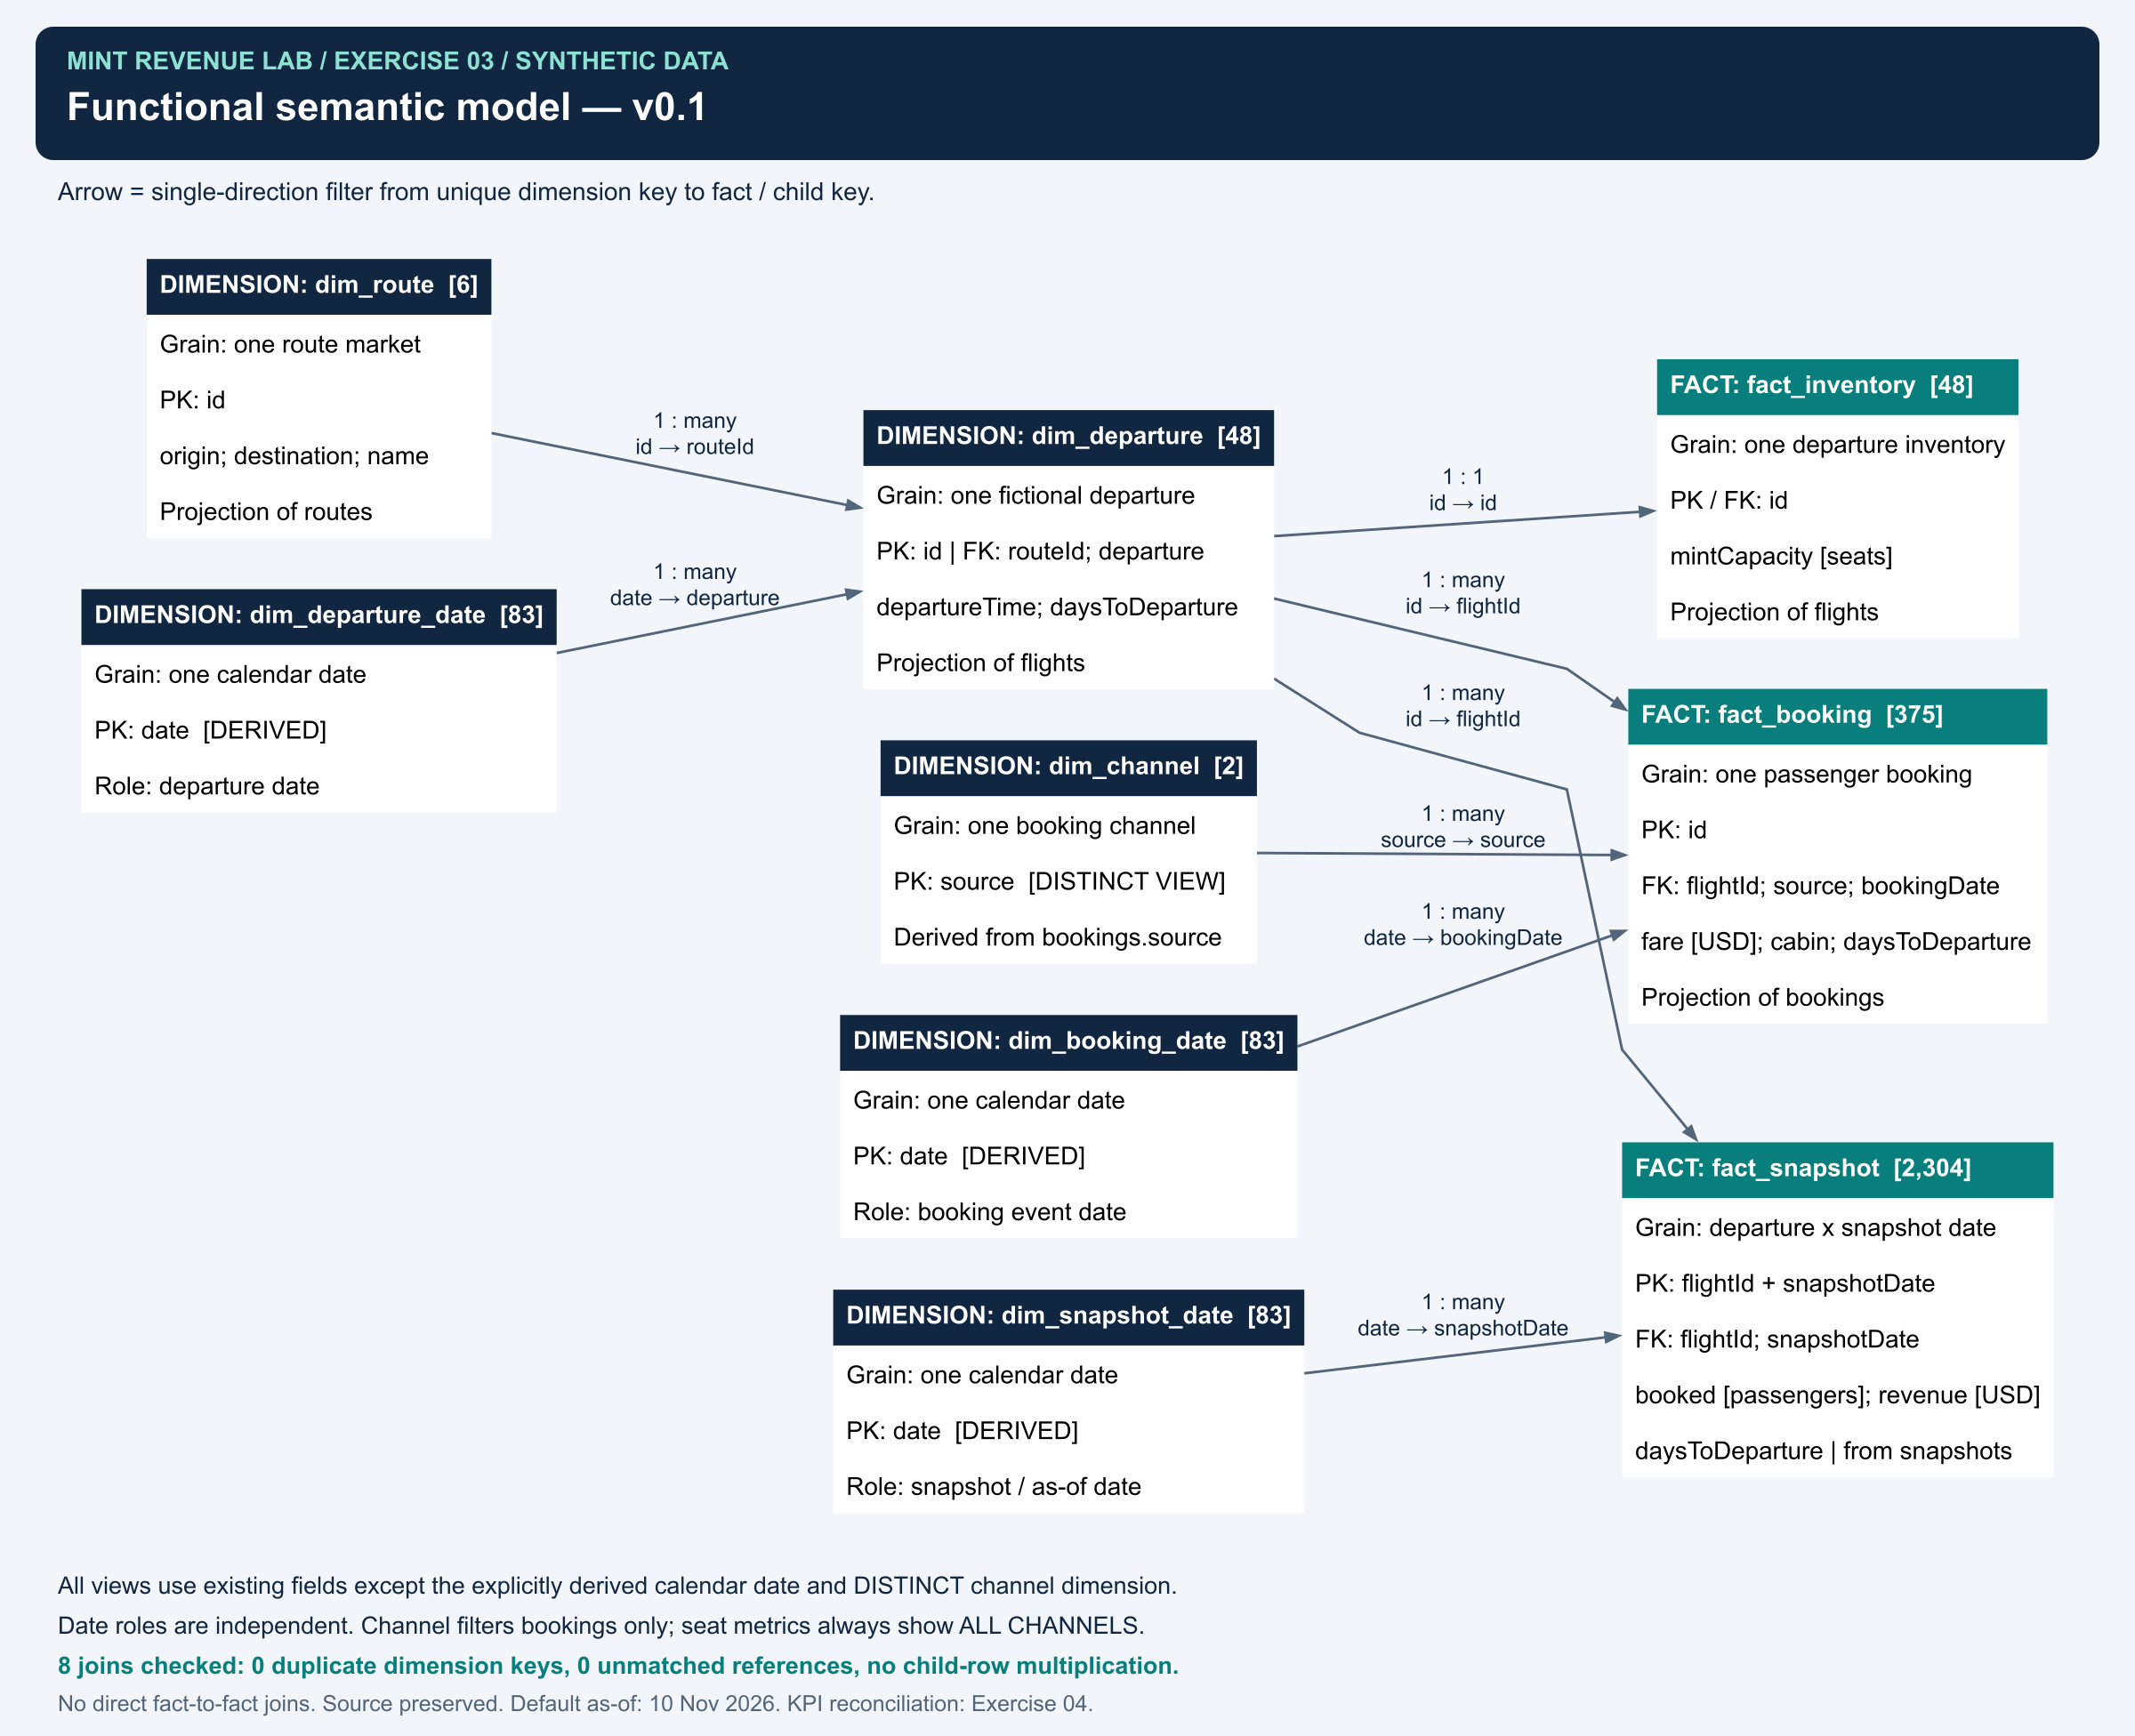 MINT REVENUE LAB / EXERCISE 03 / SYNTHETIC DATA
Functional semantic model — v0.1
Arrow = single-direction filter from unique dimension key to fact / child key.
DIMENSION: dim_route [6]
Grain: one route market
PK: id
origin; destination; name
Projection of routes
1 : many
id → routeId
DIMENSION: dim_departure_date [83]
Grain: one calendar date
PK: date [DERIVED]
Role: departure date
1 : many
date → departure
DIMENSION: dim_departure [48]
Grain: one fictional departure
PK: id | FK: routeId; departure
departureTime; daysToDeparture
Projection of flights
1 : 1
id → id
1 : many
id → flightId
1 : many
id → flightId
FACT: fact_inventory [48]
Grain: one departure inventory
PK / FK: id
mintCapacity [seats]
Projection of flights
DIMENSION: dim_channel [2]
Grain: one booking channel
PK: source [DISTINCT VIEW]
Derived from bookings.source
1 : many
source → source
FACT: fact_booking [375]
Grain: one passenger booking
PK: id
FK: flightId; source; bookingDate
fare [USD]; cabin; daysToDeparture
Projection of bookings
DIMENSION: dim_booking_date [83]
Grain: one calendar date
PK: date [DERIVED]
Role: booking event date
1 : many
date → bookingDate
DIMENSION: dim_snapshot_date [83]
Grain: one calendar date
PK: date [DERIVED]
Role: snapshot / as-of date
1 : many
date → snapshotDate
FACT: fact_snapshot [2,304]
Grain: departure x snapshot date
PK: flightId + snapshotDate
FK: flightId; snapshotDate
booked [passengers]; revenue [USD]
daysToDeparture | from snapshots
All views use existing fields except the explicitly derived calendar date and DISTINCT channel dimension.
Date roles are independent. Channel filters bookings only; seat metrics always show ALL CHANNELS.
8 joins checked: 0 duplicate dimension keys, 0 unmatched references, no child-row multiplication.
No direct fact-to-fact joins. Source preserved. Default as-of: 10 Nov 2026. KPI reconciliation: Exercise 04.